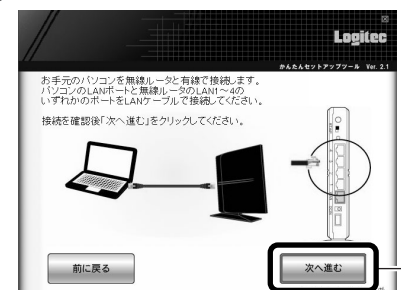 Logitec
かんたんセットアップツール Ver. 2.1
お手元のパソコンを無線ルータと有線で接続します。
パソコンのLANポートと無線ルータのLAN1～4の
いずれかのポートをLANケーブルで接続してください。
接続を確認後「次へ進む」をクリックしてください。
前に戻る
次へ進む